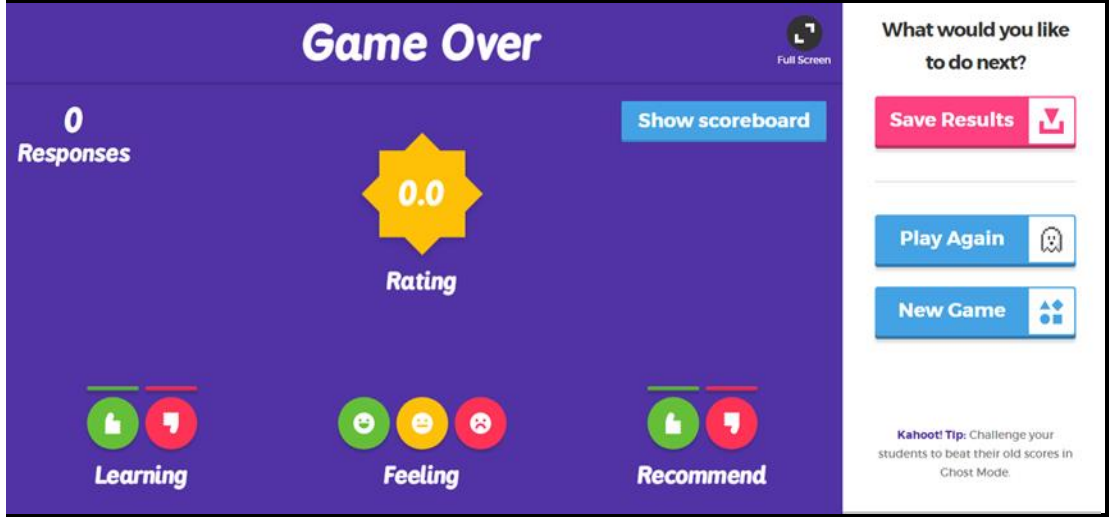 Game Over
Full Screen
0
Responses
Show scoreboard
0.0
Rating
Learning
Feeling
Recommend
What would you like
to do next?
Save Results
Play Again
New Game
Kahoot! Tip: Challenge your
students to beat their old scores in
Ghost Mode.